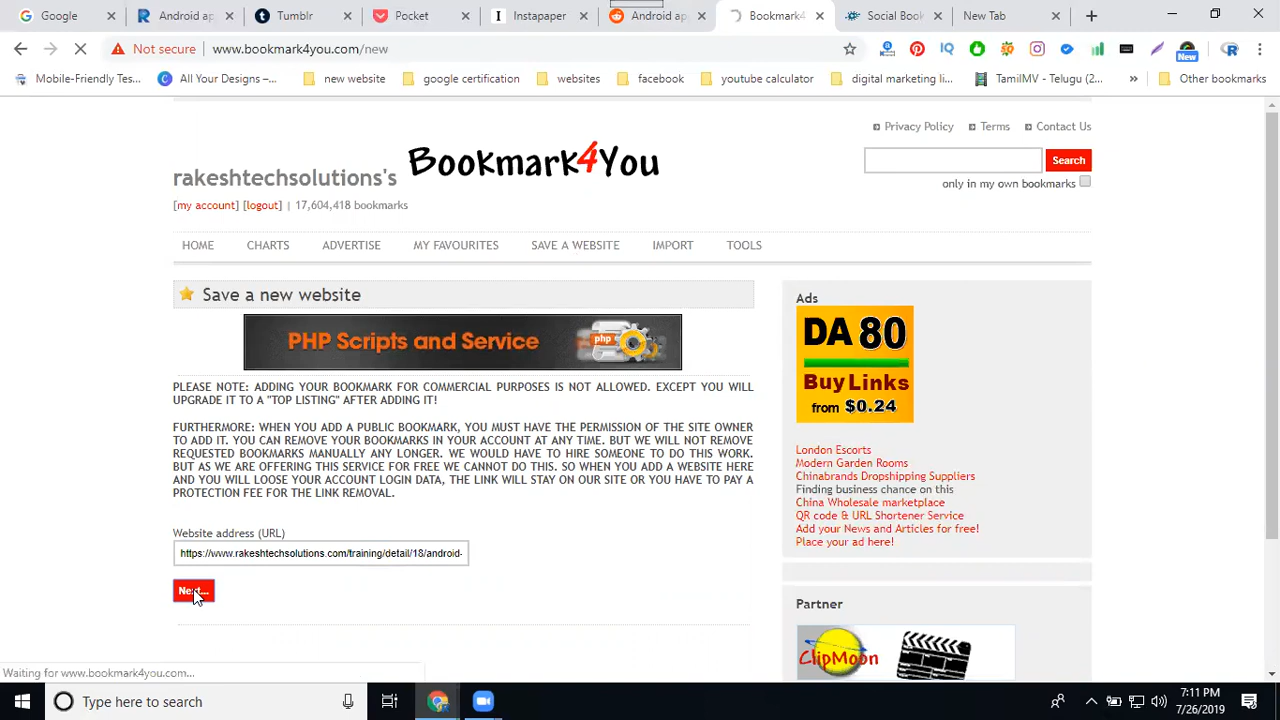 Google
Android ap
Tumblr
Pocket
Instapaper
Android ap
Bookmark4
Social Book
New Tab
Not secure
www.bookmark4you.com/new
New
Mobile-Friendly Tes...
All Your Designs –...
new website
google certification
websites
facebook
youtube calculator
digital marketing li...
TamilMV - Telugu (2...
Other bookmarks
Privacy Policy
Terms
Contact Us
rakeshtechsolutions's
Bookmark4You
Search
only in my own bookmarks
[my account] [logout] | 17,604,418 bookmarks
HOME
CHARTS
ADVERTISE
MY FAVOURITES
SAVE A WEBSITE
IMPORT
TOOLS
Save a new website
PHP Scripts and Service
php
PLEASE NOTE: ADDING YOUR BOOKMARK FOR COMMERCIAL PURPOSES IS NOT ALLOWED. EXCEPT YOU WILL
UPGRADE IT TO A "TOP LISTING" AFTER ADDING IT!
FURTHERMORE: WHEN YOU ADD A PUBLIC BOOKMARK, YOU MUST HAVE THE PERMISSION OF THE SITE OWNER
TO ADD IT. YOU CAN REMOVE YOUR BOOKMARKS IN YOUR ACCOUNT AT ANY TIME. BUT WE WILL NOT REMOVE
REQUESTED BOOKMARKS MANUALLY ANY LONGER. WE WOULD HAVE TO HIRE SOMEONE TO DO THIS WORK.
BUT AS WE ARE OFFERING THIS SERVICE FOR FREE WE CANNOT DO THIS. SO WHEN YOU ADD A WEBSITE HERE
AND YOU WILL LOOSE YOUR ACCOUNT LOGIN DATA, THE LINK WILL STAY ON OUR SITE OR YOU HAVE TO PAY A
PROTECTION FEE FOR THE LINK REMOVAL.
Website address (URL)
https://www.rakeshtechsolutions.com/training/detail/18/android-
Next...
Ads
DA 80
Buy Links
from $0.24
London Escorts
Modern Garden Rooms
Chinabrands Dropshipping Suppliers
Finding business chance on this
China Wholesale marketplace
QR code & URL Shortener Service
Add your News and Articles for free!
Place your ad here!
Partner
ClipMoon
Waiting for www.bookmark4you.com...
Type here to search
7:11 PM
7/26/2019